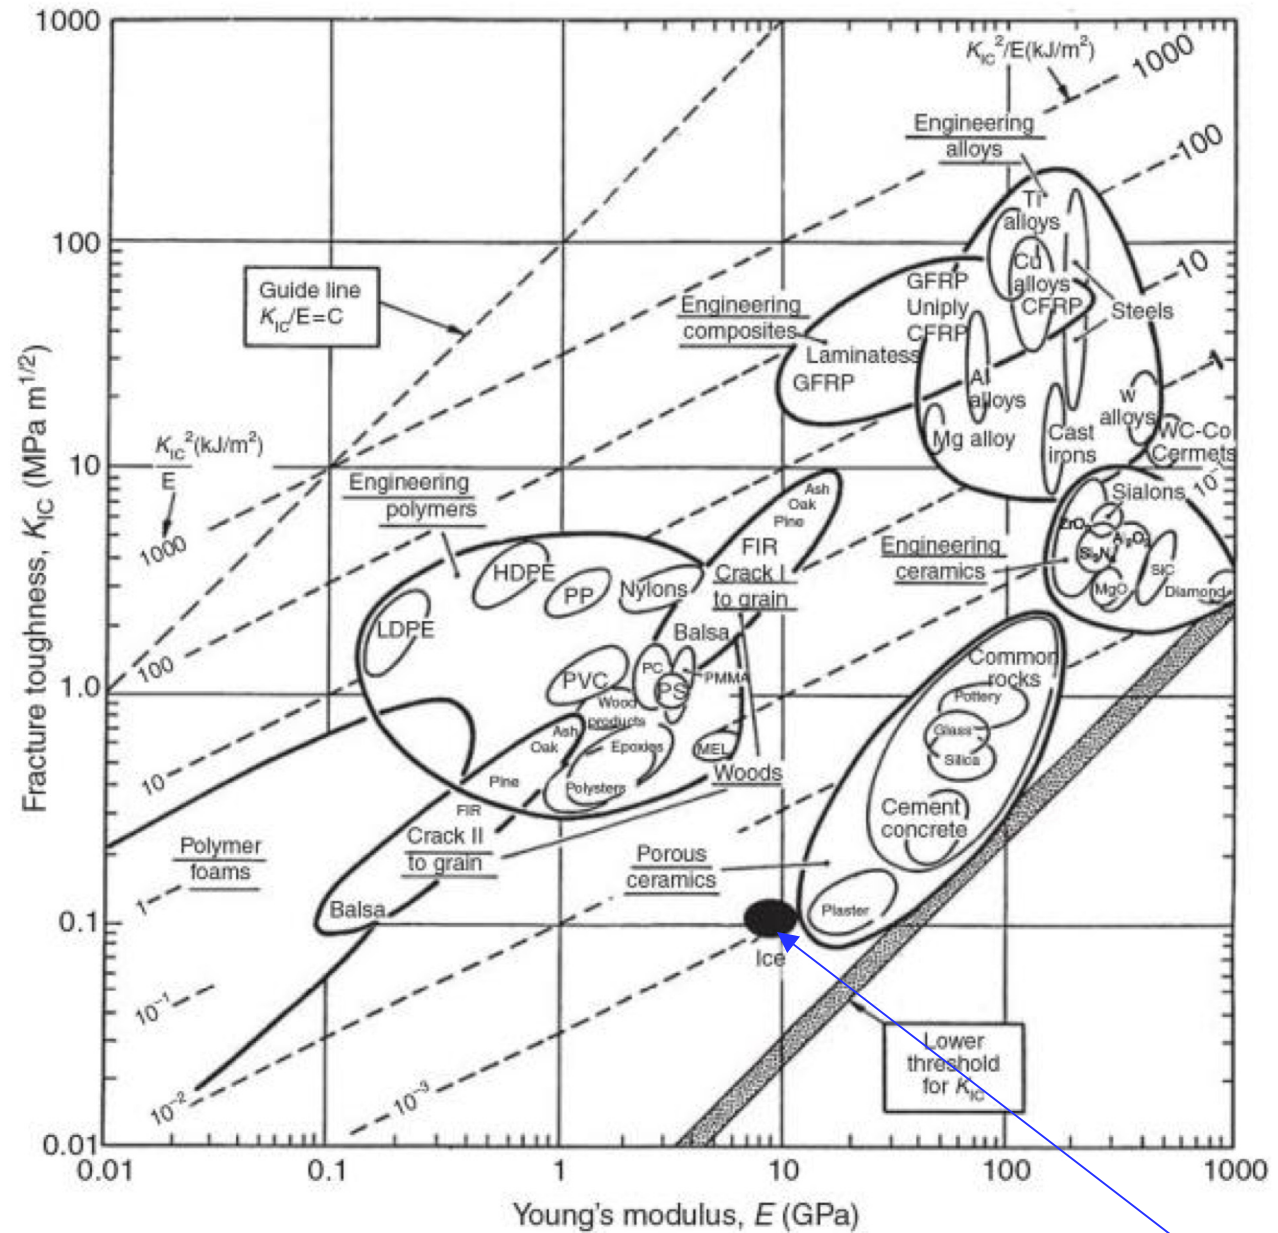 1000
100
10
1.0
0.1
0.01
Fracture toughness, K_IC (MPa m^1/2)
K_IC²/E(kJ/m²)
1000
100
10
1
10⁻¹
Engineering
alloys
Ti
alloys
Cu
alloys
CFRP
Steels
GFRP
Uniply
CFRP
Laminatess
GFRP
Engineering
composites
Al
alloys
Mg alloy
Cast
irons
W
alloys
WC-Co
Cermets
Guide line
K_IC/E=C
K_IC²(kJ/m²)
E
1000
100
10
1
10⁻¹
10⁻²
10⁻³
Engineering
polymers
LDPE
HDPE
PP
Nylons
PVC
PC
PS
PMMA
Wood
products
Epoxies
Polysters
MEL
Ash
Oak
Pine
FIR
Crack I
to grain
Balsa
Woods
Ash
Oak
Pine
FIR
Crack II
to grain
Balsa
Polymer
foams
Engineering
ceramics
Sialons
SiC
MgO
Diamond
Common
rocks
Pottery
Glass
Silica
Cement
concrete
Porous
ceramics
Plaster
Ice
Lower
threshold
for K_IC
0.01
0.1
1
10
100
1000
Young's modulus, E (GPa)